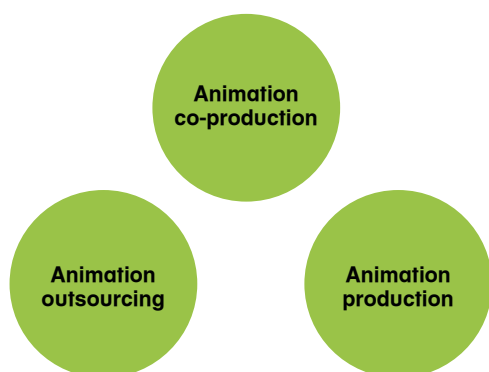 Animation
co-production
Animation
outsourcing
Animation
production